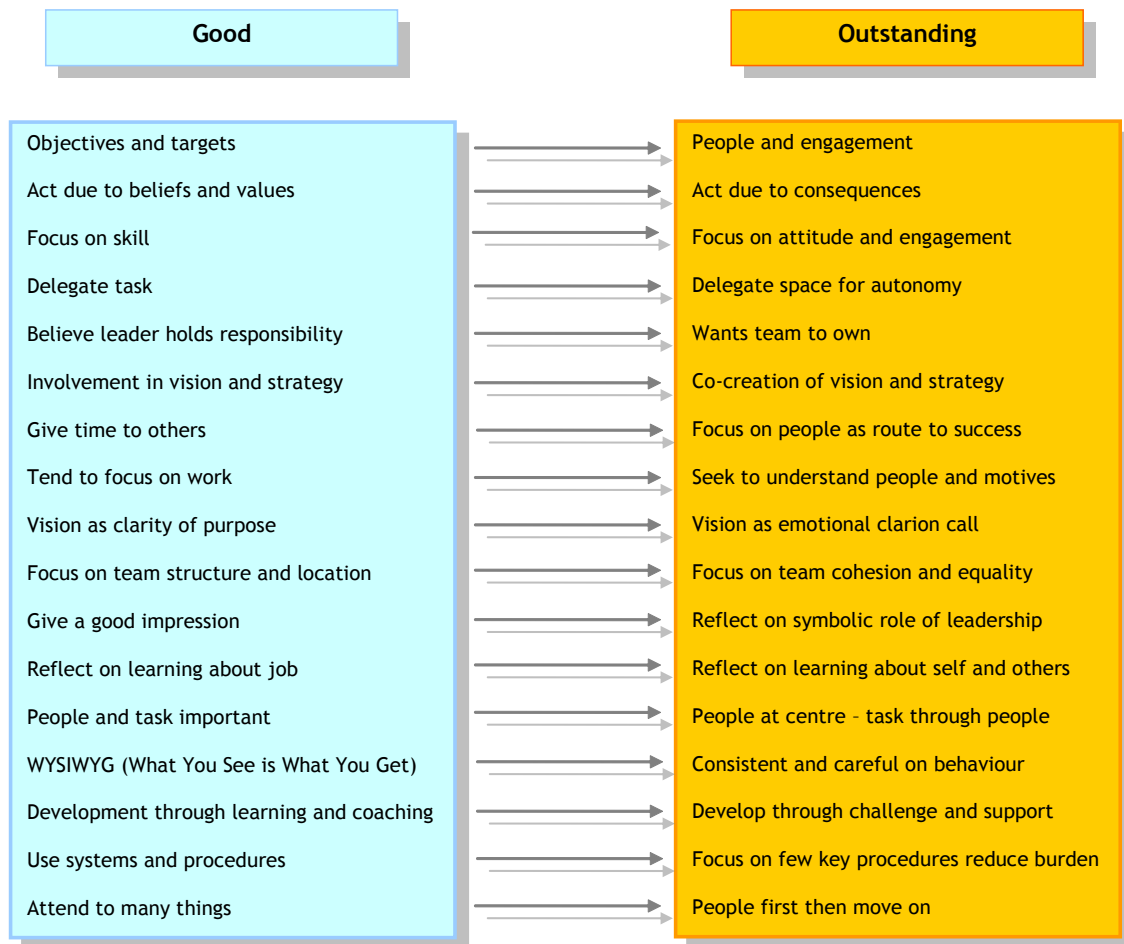 Good
Outstanding
Objectives and targets
People and engagement
Act due to beliefs and values
Act due to consequences
Focus on skill
Focus on attitude and engagement
Delegate task
Delegate space for autonomy
Believe leader holds responsibility
Wants team to own
Involvement in vision and strategy
Co-creation of vision and strategy
Give time to others
Focus on people as route to success
Tend to focus on work
Seek to understand people and motives
Vision as clarity of purpose
Vision as emotional clarion call
Focus on team structure and location
Focus on team cohesion and equality
Give a good impression
Reflect on symbolic role of leadership
Reflect on learning about job
Reflect on learning about self and others
People and task important
People at centre – task through people
WYSIWYG (What You See is What You Get)
Consistent and careful on behaviour
Development through learning and coaching
Develop through challenge and support
Use systems and procedures
Focus on few key procedures reduce burden
Attend to many things
People first then move on